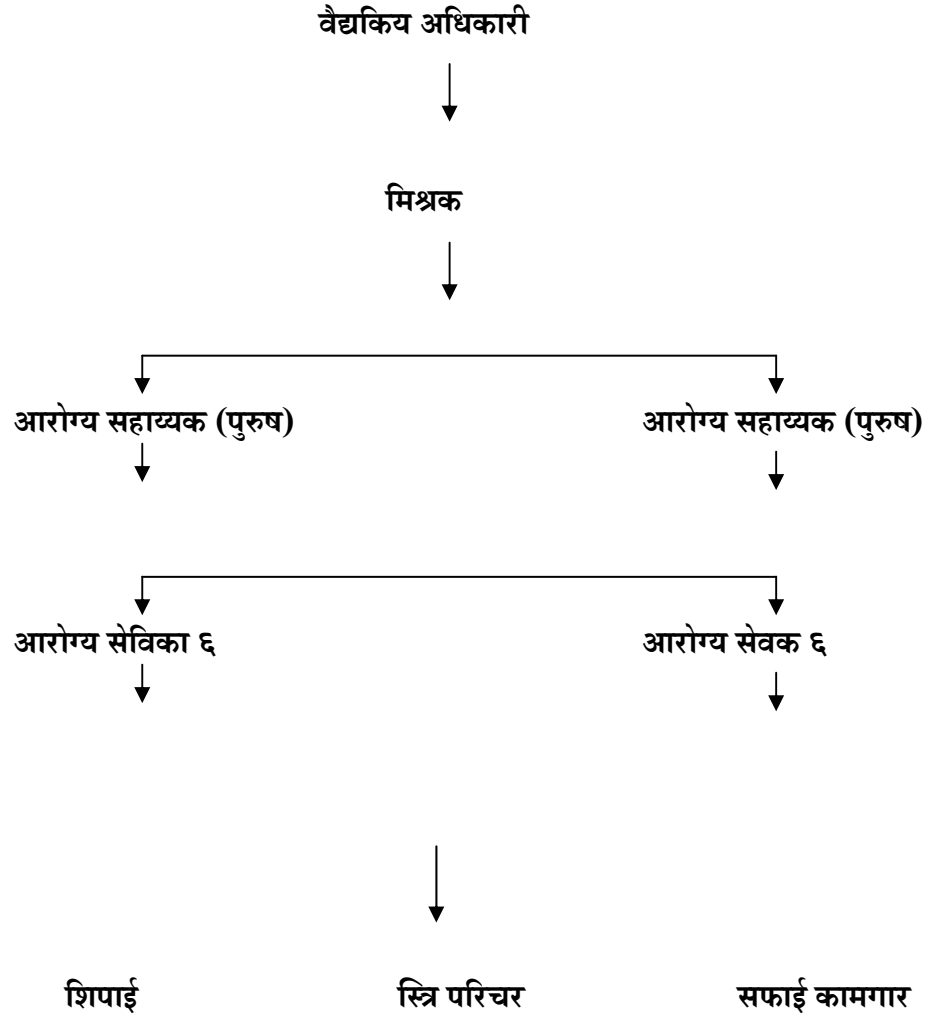 वैद्यकिय अधिकारी
मिश्रक
आरोग्य सहाय्यक (पुरुष) आरोग्य सहाय्यक (पुरुष)
आरोग्य सेविका ६ आरोग्य सेवक ६
शिपाई स्त्रि परिचर सफाई कामगार